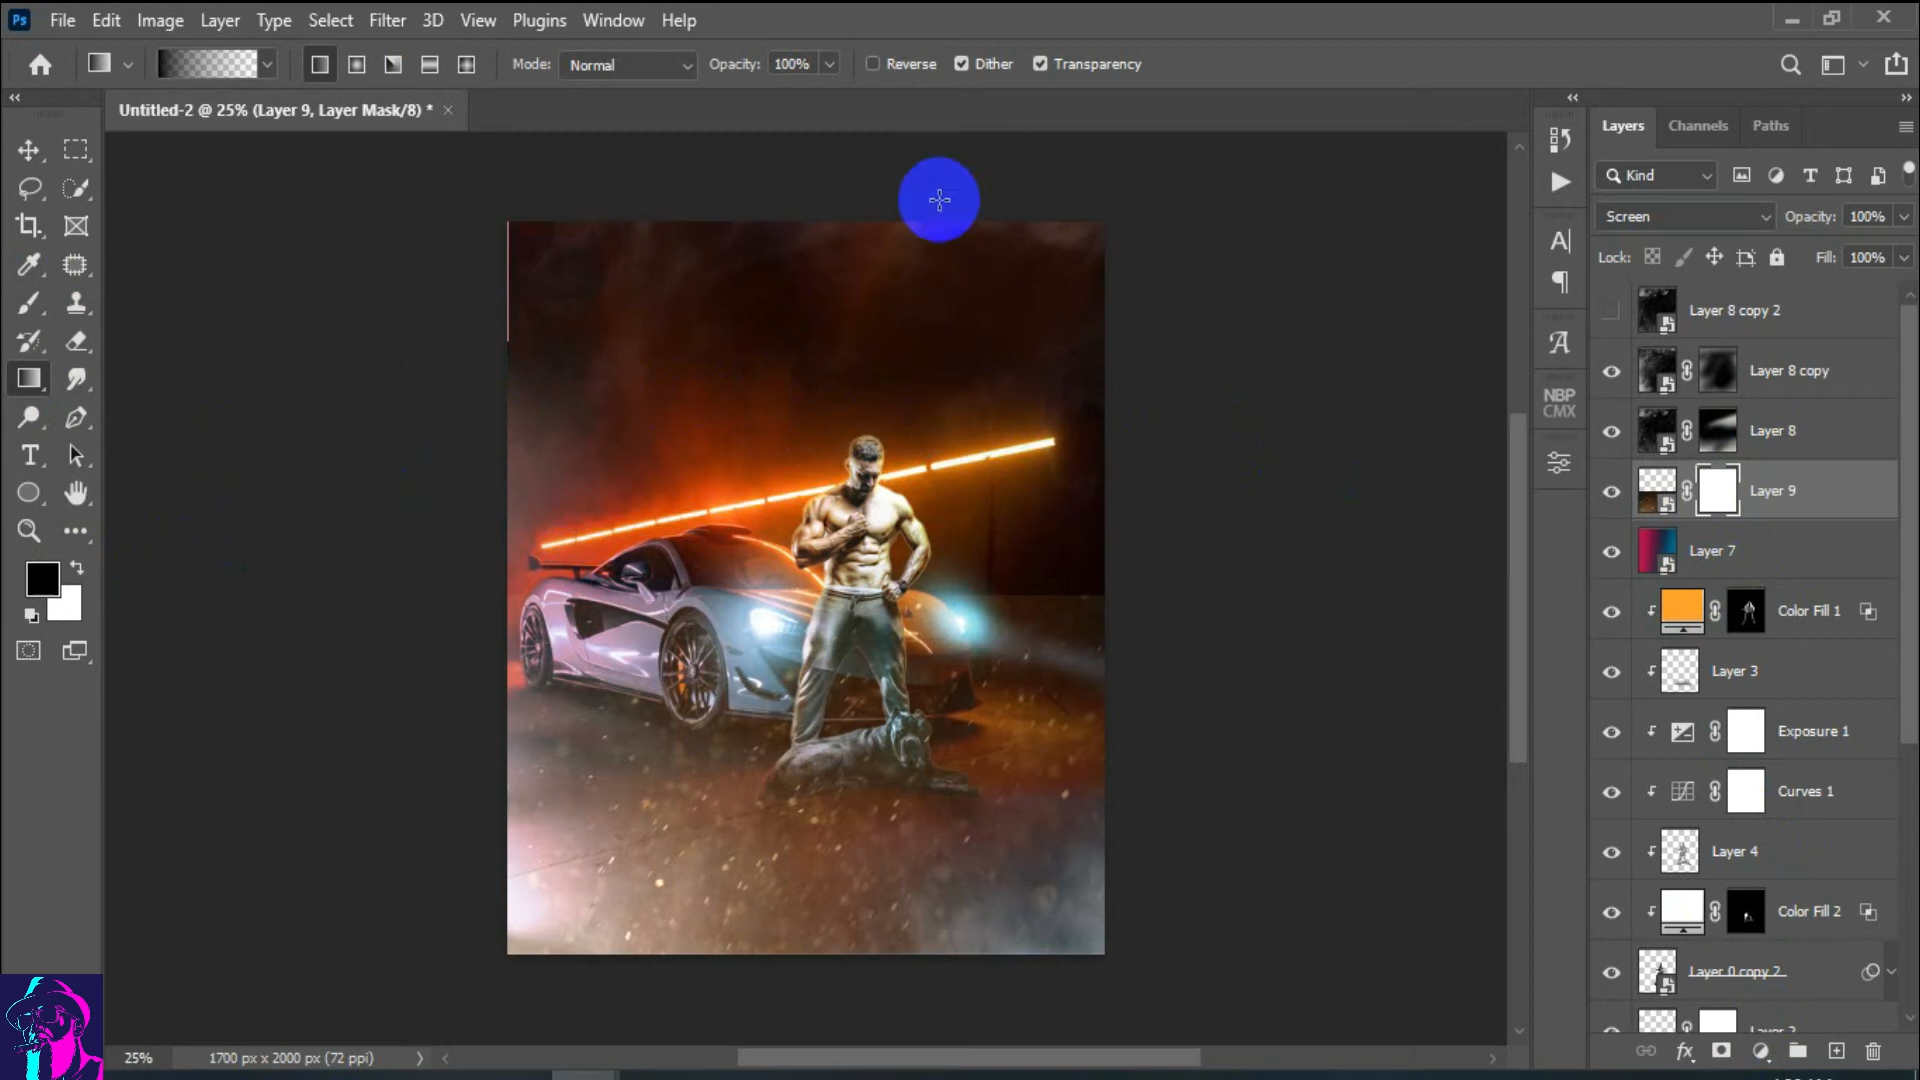 Ps File Edit Image Layer Type Select Filter 3D View Plugins Window Help
Mode: Normal Opacity: 100% Reverse Dither Transparency
Untitled-2 @ 25% (Layer 9, Layer Mask/8) * ×
Layers Channels Paths
Kind
Screen Opacity: 100%
Lock: Fill: 100%
Layer 8 copy 2
Layer 8 copy
Layer 8
Layer 9
Layer 7
Color Fill 1
Layer 3
Exposure 1
Curves 1
Layer 4
Color Fill 2
Layer 0 copy 2
NBP
CMX
25% 1700 px x 2000 px (72 ppi)